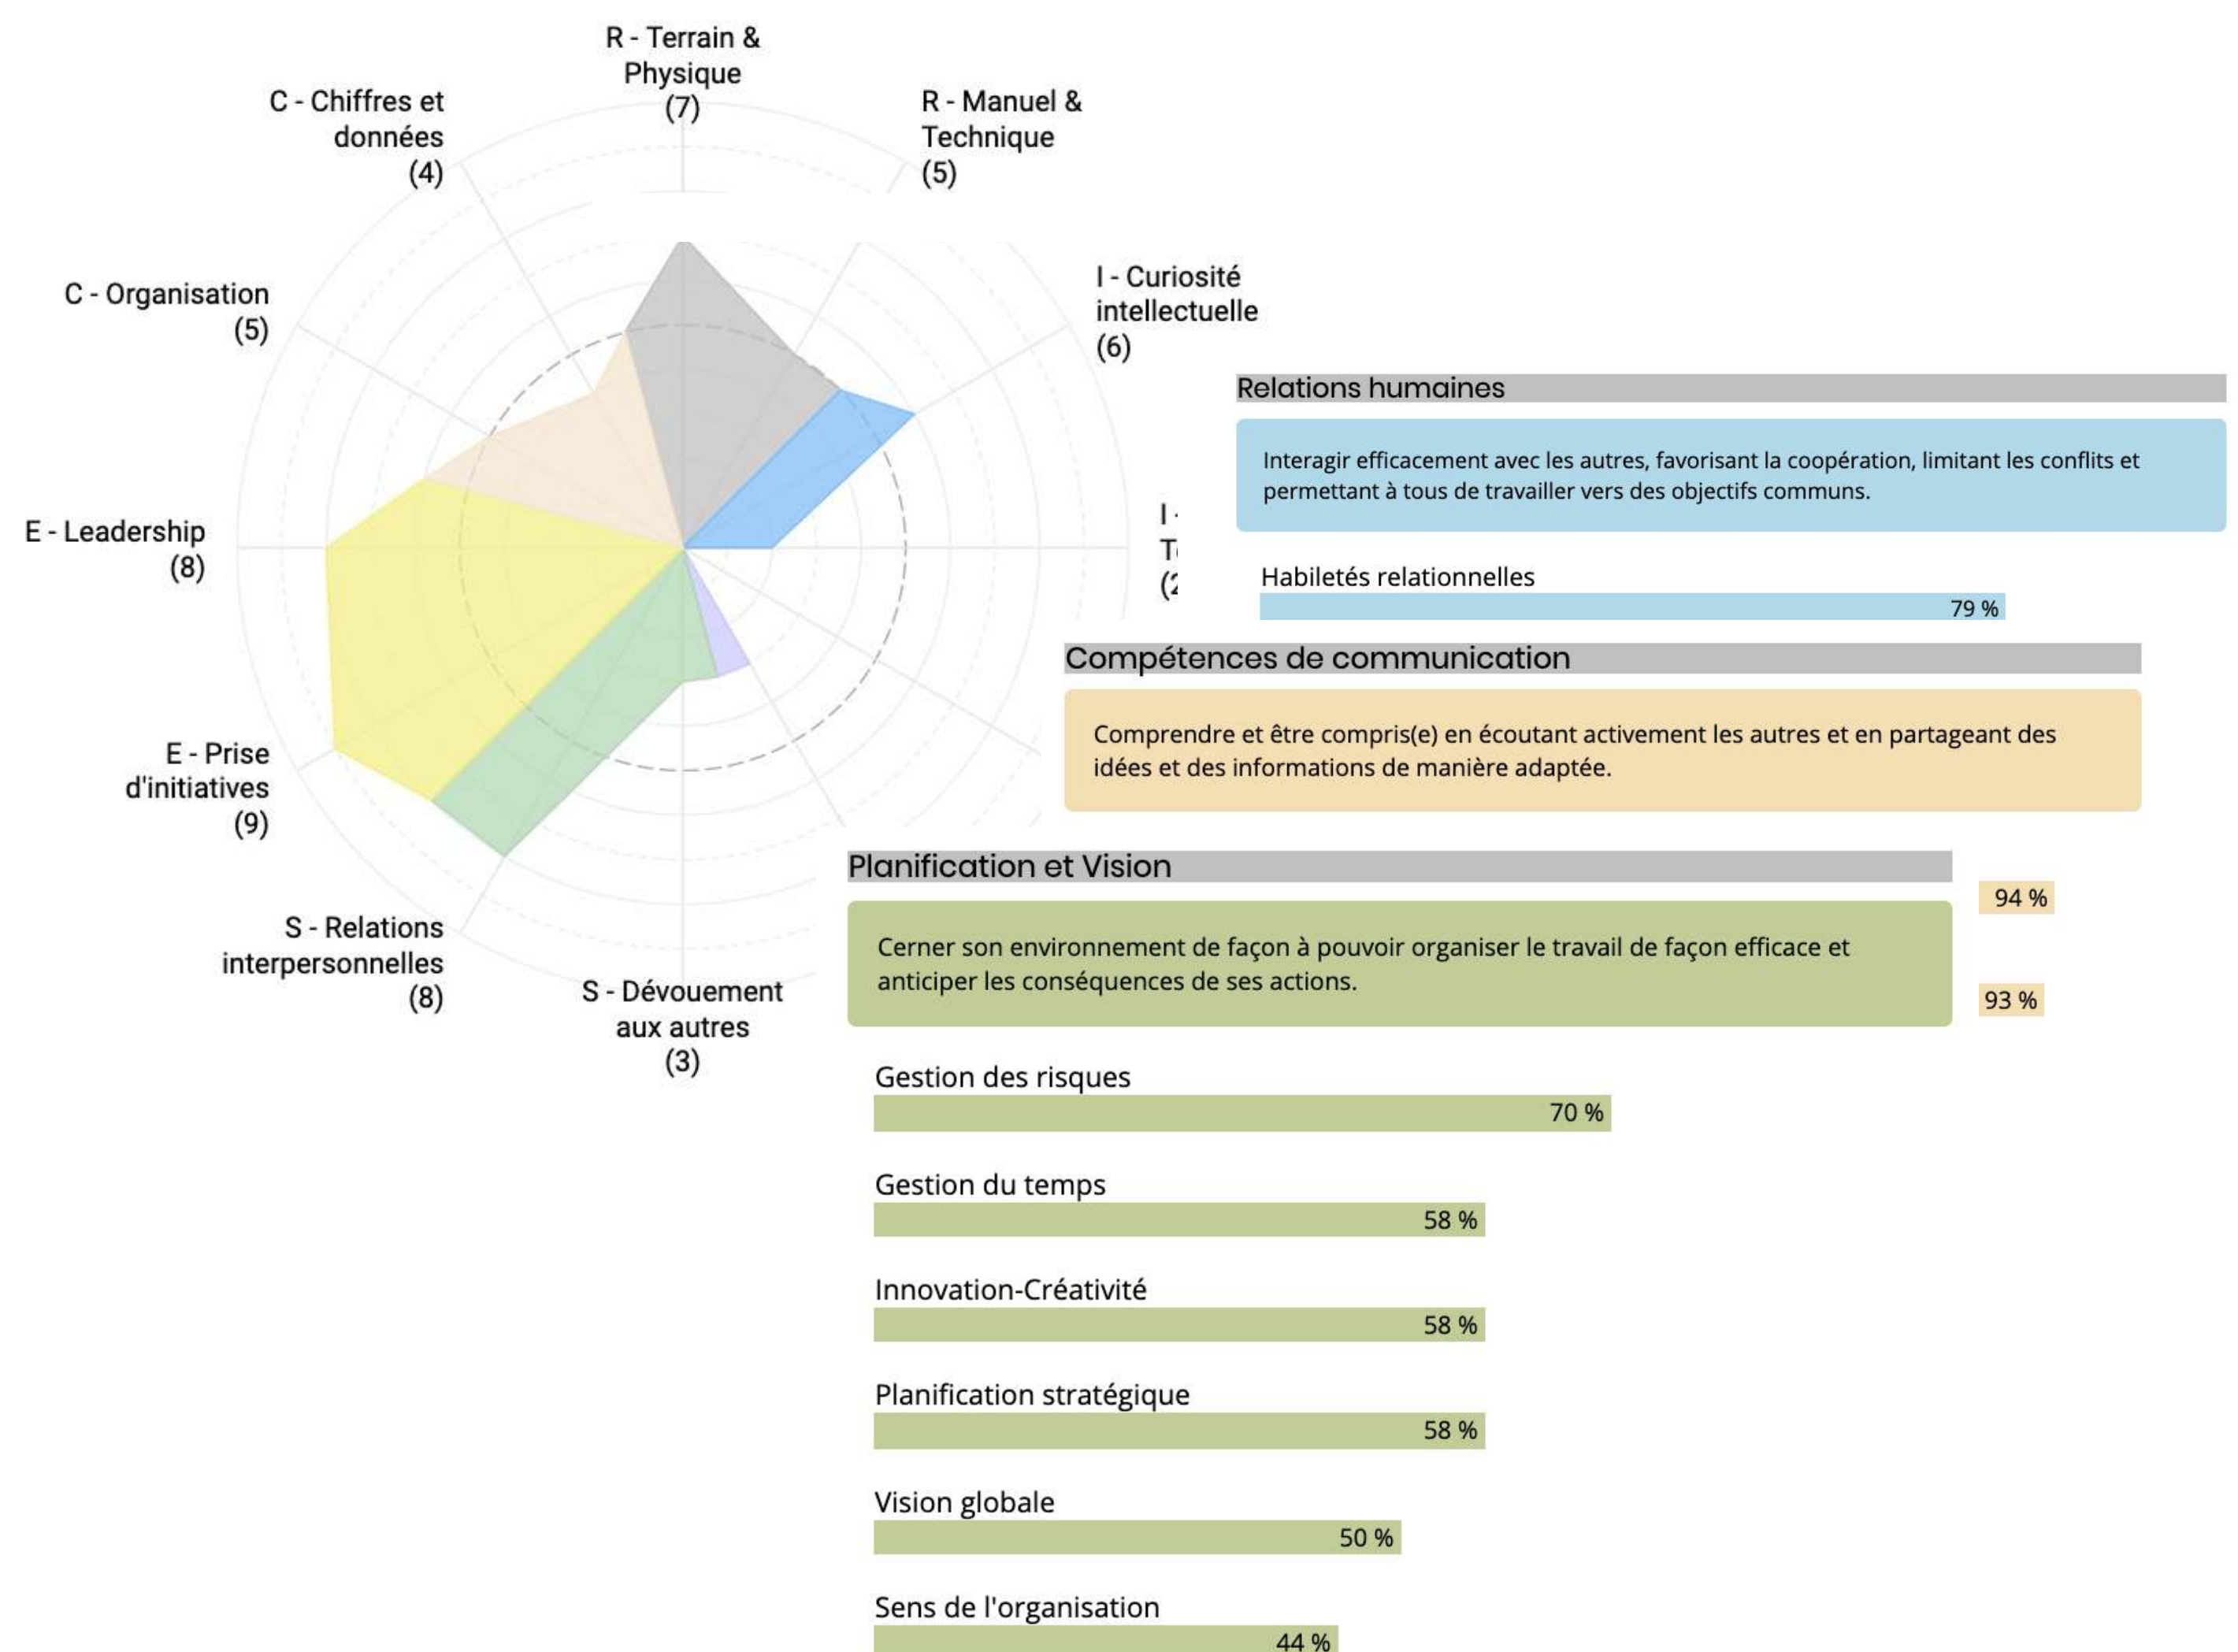 R - Terrain &
Physique
(7)
C - Chiffres et
données
(4)
R - Manuel &
Technique
(5)
I - Curiosité
intellectuelle
(6)
C - Organisation
(5)
I -
E - Leadership
(8)
E - Prise
d'initiatives
(9)
S - Relations
interpersonnelles
(8)
S - Dévouement
aux autres
(3)
Relations humaines
Interagir efficacement avec les autres, favorisant la coopération, limitant les conflits et
permettant à tous de travailler vers des objectifs communs.
Habiletés relationnelles
79 %
Compétences de communication
Comprendre et être compris(e) en écoutant activement les autres et en partageant des
idées et des informations de manière adaptée.
94 %
93 %
Planification et Vision
Cerner son environnement de façon à pouvoir organiser le travail de façon efficace et
anticiper les conséquences de ses actions.
Gestion des risques
70 %
Gestion du temps
58 %
Innovation-Créativité
58 %
Planification stratégique
58 %
Vision globale
50 %
Sens de l'organisation
44 %